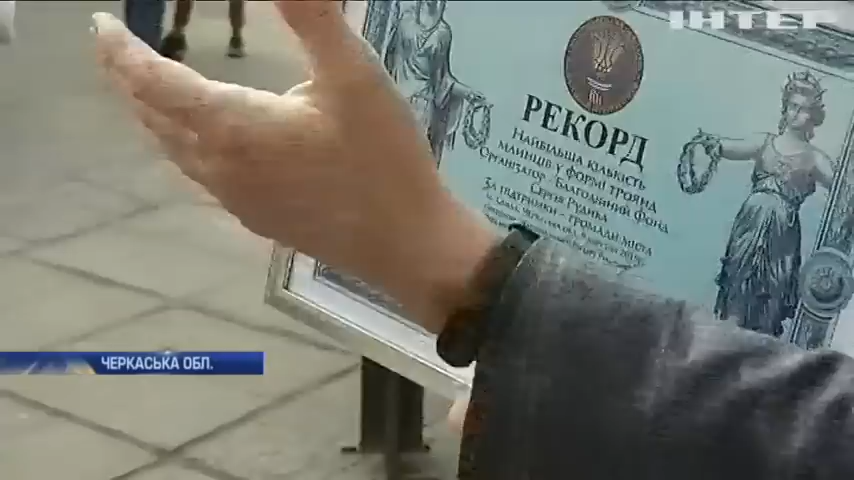 ІНТЕР
РЕКОРД
НАЙБІЛЬША КІЛЬКІСТЬ
МЛИНЦІВ У ФОРМІ ТРОЯНД
ОРГАНІЗАТОР - БЛАГОДІЙНИЙ ФОНД
СЕРГІЯ РУДИКА
ЗА ПІДТРИМКИ - ГРОМАДИ МІСТА
ЧЕРКАСЬКА ОБЛ.